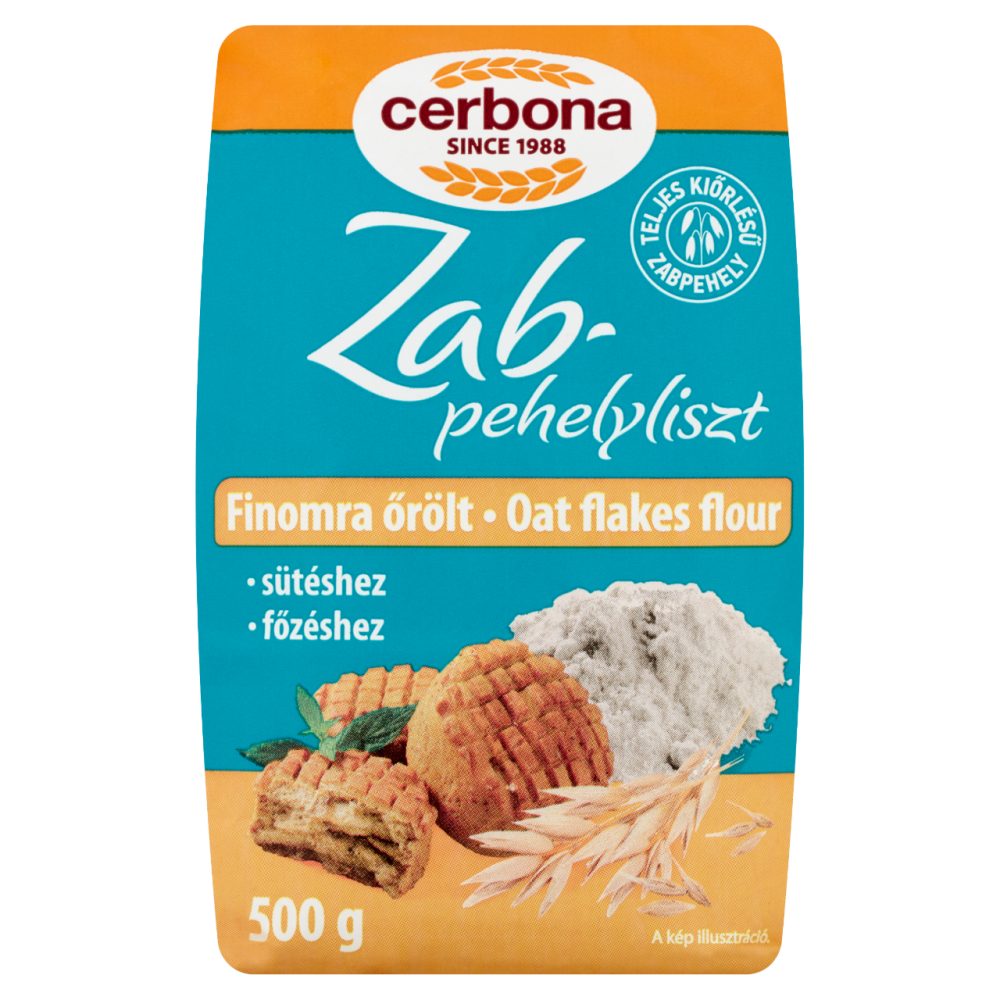 cerbona
SINCE 1988
TELJES KIŐRLÉSŰ
ZABPEHELY
Zab-
pehelyliszt
Finomra őrölt • Oat flakes flour
• sütéshez
• főzéshez
500 g
A kép illusztráció.